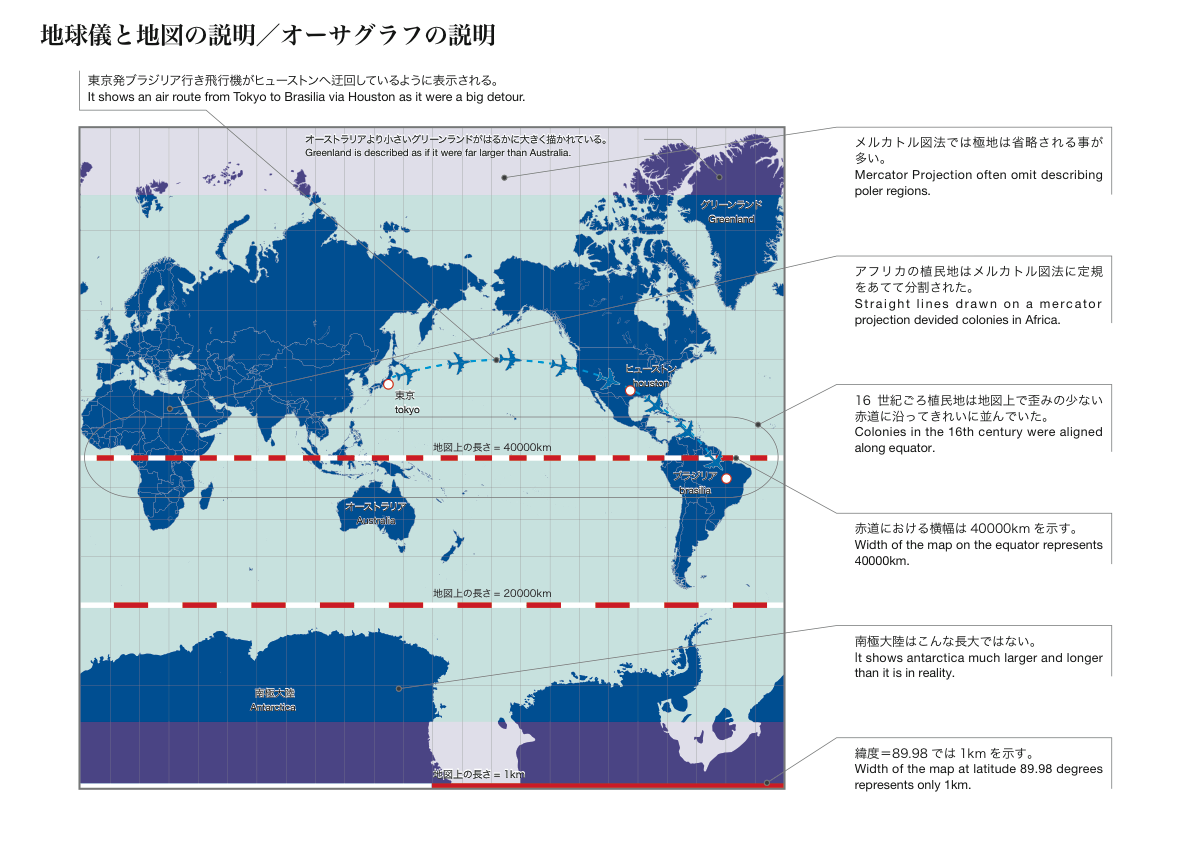 地球儀と地図の説明／オーサグラフの説明
東京発ブラジリア行き飛行機がヒューストンへ迂回しているように表示される。
It shows an air route from Tokyo to Brasilia via Houston as it were a big detour.
オーストラリアより小さいグリーンランドがはるかに大きく描かれている。
Greenland is described as if it were far larger than Australia.
メルカトル図法では極地は省略される事が
多い。
Mercator Projection often omit describing
poler regions.
グリーンランド
Greenland
アフリカの植民地はメルカトル図法に定規
をあてて分割された。
Straight lines drawn on a mercator
projection devided colonies in Africa.
ヒューストン
houston
東京
tokyo
16 世紀ごろ植民地は地図上で歪みの少ない
赤道に沿ってきれいに並んでいた。
Colonies in the 16th century were aligned
along equator.
地図上の長さ = 40000km
ブラジリア
brasilia
オーストラリア
Australia
赤道における横幅は 40000km を示す。
Width of the map on the equator represents
40000km.
地図上の長さ = 20000km
南極大陸はこんな長大ではない。
It shows antarctica much larger and longer
than it is in reality.
南極大陸
Antarctica
緯度＝89.98 では 1km を示す。
Width of the map at latitude 89.98 degrees
represents only 1km.
地図上の長さ = 1km